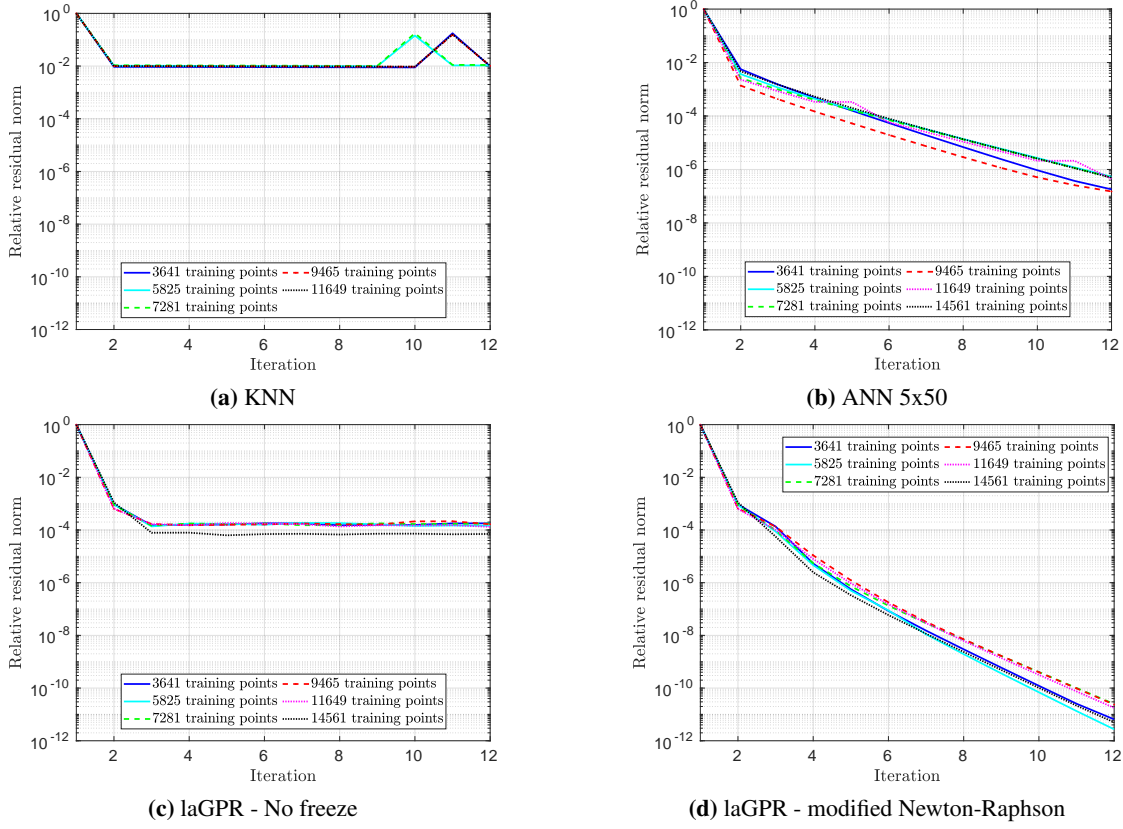 10^0
10^-2
10^-4
10^-6
10^-8
10^-10
10^-12
Relative residual norm
3641 training points
5825 training points
7281 training points
9465 training points
11649 training points
2 4 6 8 10 12
Iteration
(a) KNN
10^0
10^-2
10^-4
10^-6
10^-8
10^-10
10^-12
Relative residual norm
3641 training points
5825 training points
7281 training points
9465 training points
11649 training points
14561 training points
2 4 6 8 10 12
Iteration
(b) ANN 5x50
10^0
10^-2
10^-4
10^-6
10^-8
10^-10
10^-12
Relative residual norm
3641 training points
5825 training points
7281 training points
9465 training points
11649 training points
14561 training points
2 4 6 8 10 12
Iteration
(c) laGPR - No freeze
10^0
10^-2
10^-4
10^-6
10^-8
10^-10
10^-12
Relative residual norm
3641 training points
5825 training points
7281 training points
9465 training points
11649 training points
14561 training points
2 4 6 8 10 12
Iteration
(d) laGPR - modified Newton-Raphson